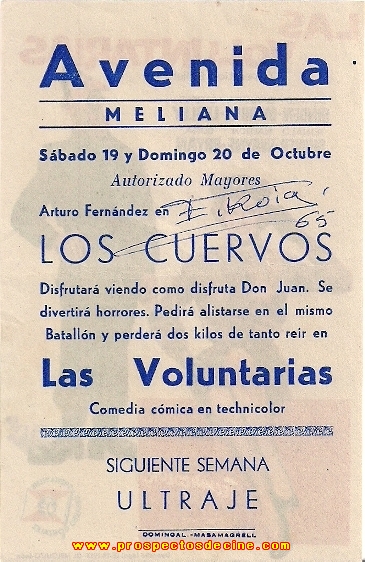 Avenida
MELIANA
Sábado 19 y Domingo 20 de Octubre
Autorizado Mayores
Arturo Fernández en
65
LOS CUERVOS
Disfrutará viendo como disfruta Don Juan. Se
divertirá horrores. Pedirá alistarse en el mismo
Batallón y perderá dos kilos de tanto reir en
Las Voluntarias
Comedia cómica en technicolor
SIGUIENTE SEMANA
ULTRAJE
DOMINGAL - MASAMAGRELL
www.prospectosdecine.com